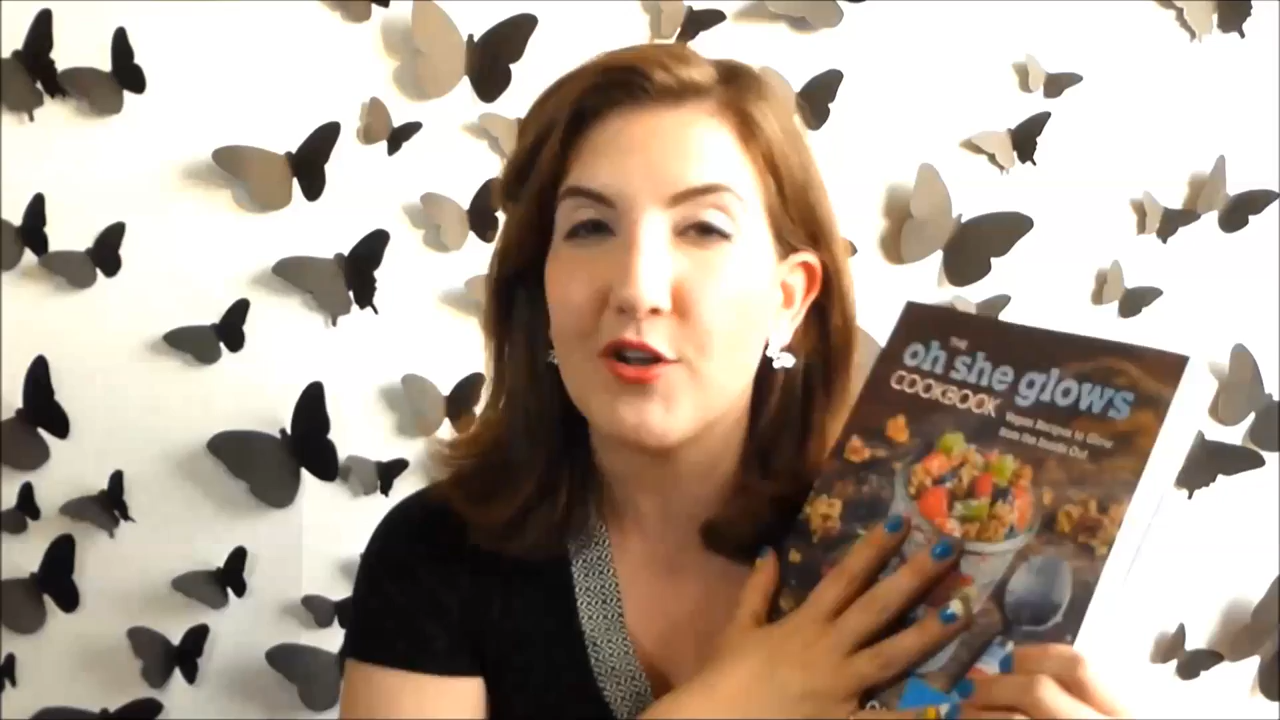 THE
oh she glows
COOKBOOK
Vegan Recipes to Glow
from the Inside Out